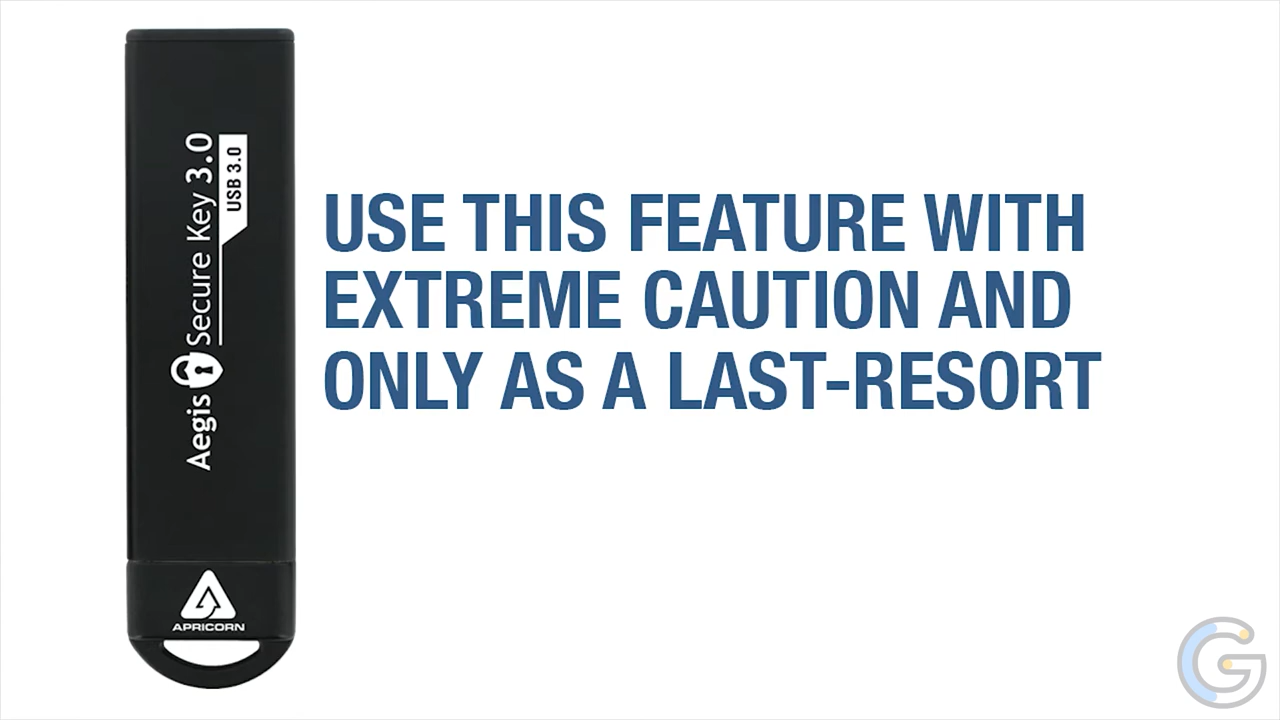 Aegis Secure Key 3.0
USB 3.0
APRICORN
USE THIS FEATURE WITH
EXTREME CAUTION AND
ONLY AS A LAST-RESORT